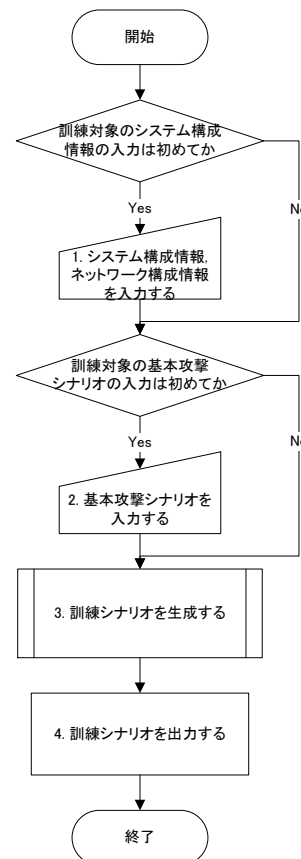 開始
訓練対象のシステム構成
情報の入力は初めてか
Yes
No
1. システム構成情報,
ネットワーク構成情報
を入力する
訓練対象の基本攻撃
シナリオの入力は初めてか
Yes
No
2. 基本攻撃シナリオを
入力する
3. 訓練シナリオを生成する
4. 訓練シナリオを出力する
終了